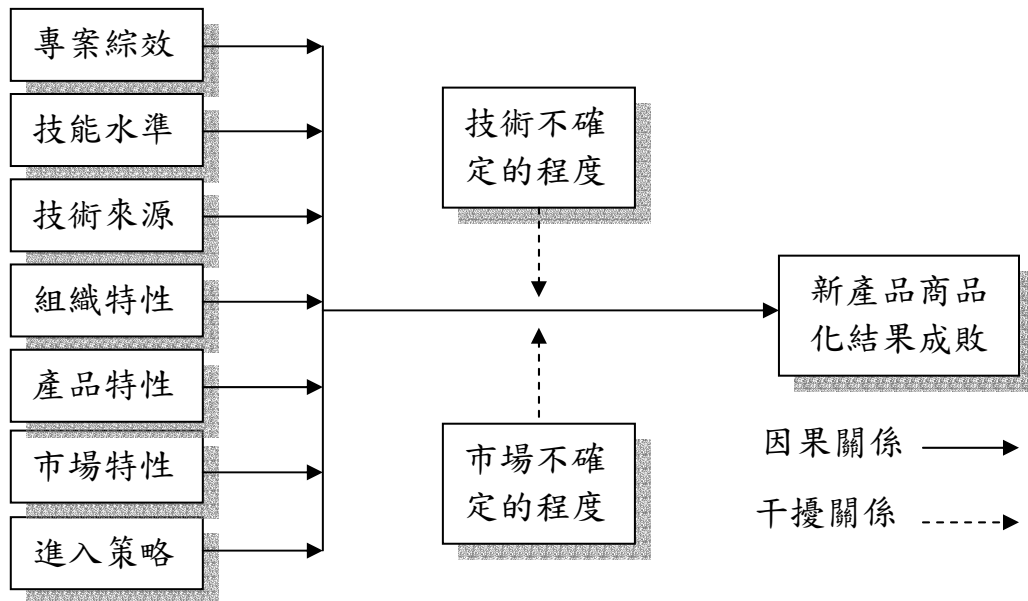 專案綜效
技能水準
技術來源
組織特性
產品特性
市場特性
進入策略
技術不確
定的程度
市場不確
定的程度
新產品商品
化結果成敗
因果關係
干擾關係